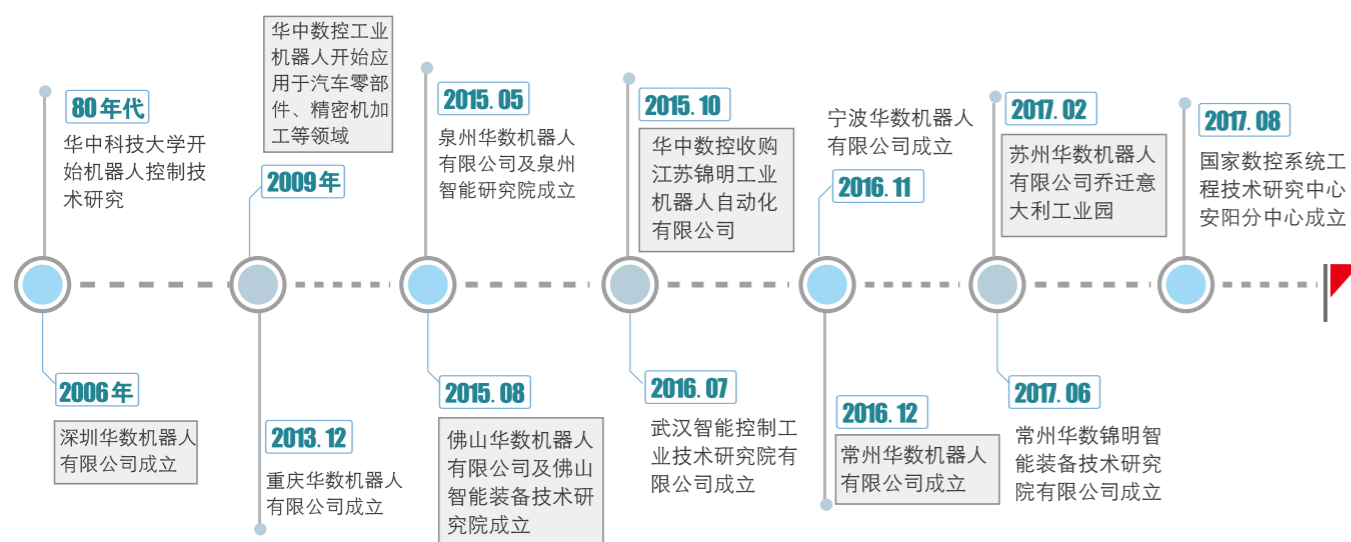 80年代
华中科技大学开
始机器人控制技
术研究
2006年
深圳华数机器人
有限公司成立
华中数控工业
机器人开始应
用于汽车零部
件、精密机加
工等领域
2009年
2013. 12
重庆华数机器人
有限公司成立
2015. 05
泉州华数机器人
有限公司及泉州
智能研究院成立
2015. 08
佛山华数机器人
有限公司及佛山
智能装备技术研
究院成立
2015. 10
华中数控收购
江苏锦明工业
机器人自动化
有限公司
2016. 07
武汉智能控制工
业技术研究院有
限公司成立
宁波华数机器人
有限公司成立
2016. 11
2016. 12
常州华数机器人
有限公司成立
2017. 02
苏州华数机器人
有限公司乔迁意
大利工业园
2017. 06
常州华数锦明智
能装备技术研究
院有限公司成立
2017. 08
国家数控系统工
程技术研究中心
安阳分中心成立